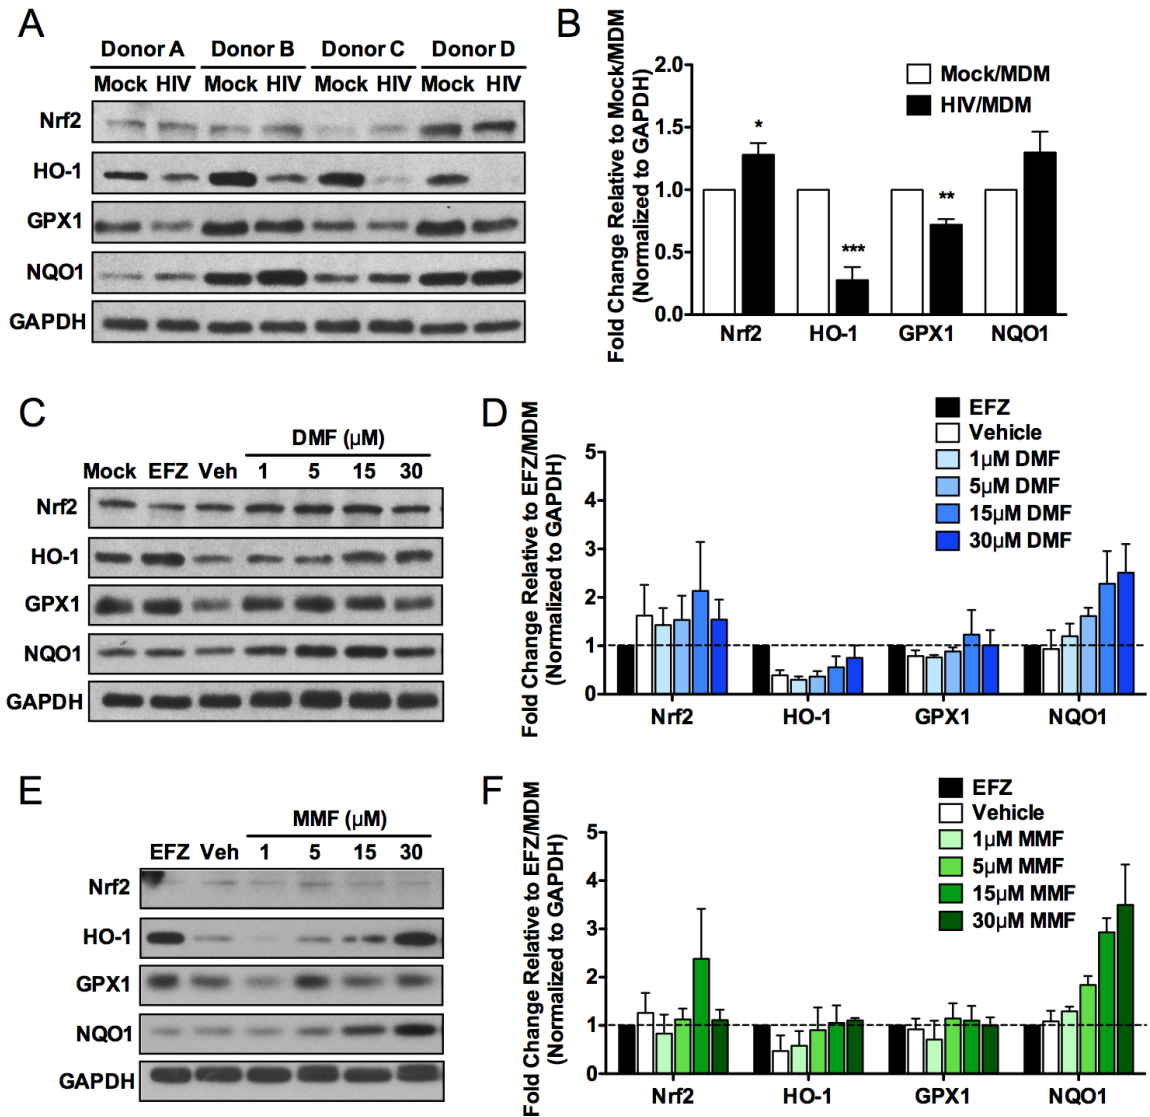 A
Donor A Donor B Donor C Donor D
Mock HIV Mock HIV Mock HIV Mock HIV
Nrf2
HO-1
GPX1
NQO1
GAPDH
B
Fold Change Relative to Mock/MDM
(Normalized to GAPDH)
2.0
1.5
1.0
0.5
0.0
Mock/MDM
HIV/MDM
*
***
**
Nrf2 HO-1 GPX1 NQO1
C
DMF (µM)
Mock EFZ Veh 1 5 15 30
Nrf2
HO-1
GPX1
NQO1
GAPDH
D
Fold Change Relative to EFZ/MDM
(Normalized to GAPDH)
5
4
3
2
1
0
EFZ
Vehicle
1µM DMF
5µM DMF
15µM DMF
30µM DMF
Nrf2 HO-1 GPX1 NQO1
E
MMF (µM)
EFZ Veh 1 5 15 30
Nrf2
HO-1
GPX1
NQO1
GAPDH
F
Fold Change Relative to EFZ/MDM
(Normalized to GAPDH)
5
4
3
2
1
0
EFZ
Vehicle
1µM MMF
5µM MMF
15µM MMF
30µM MMF
Nrf2 HO-1 GPX1 NQO1